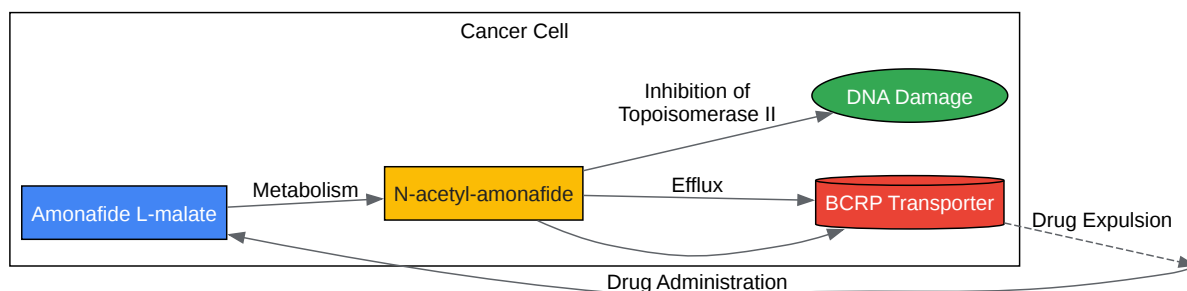 Cancer Cell
Inhibition of
Topoisomerase II
DNA Damage
Metabolism
N-acetyl-amonafide
Efflux
Amonafide L-malate
BCRP Transporter
Drug Expulsion
Drug Administration